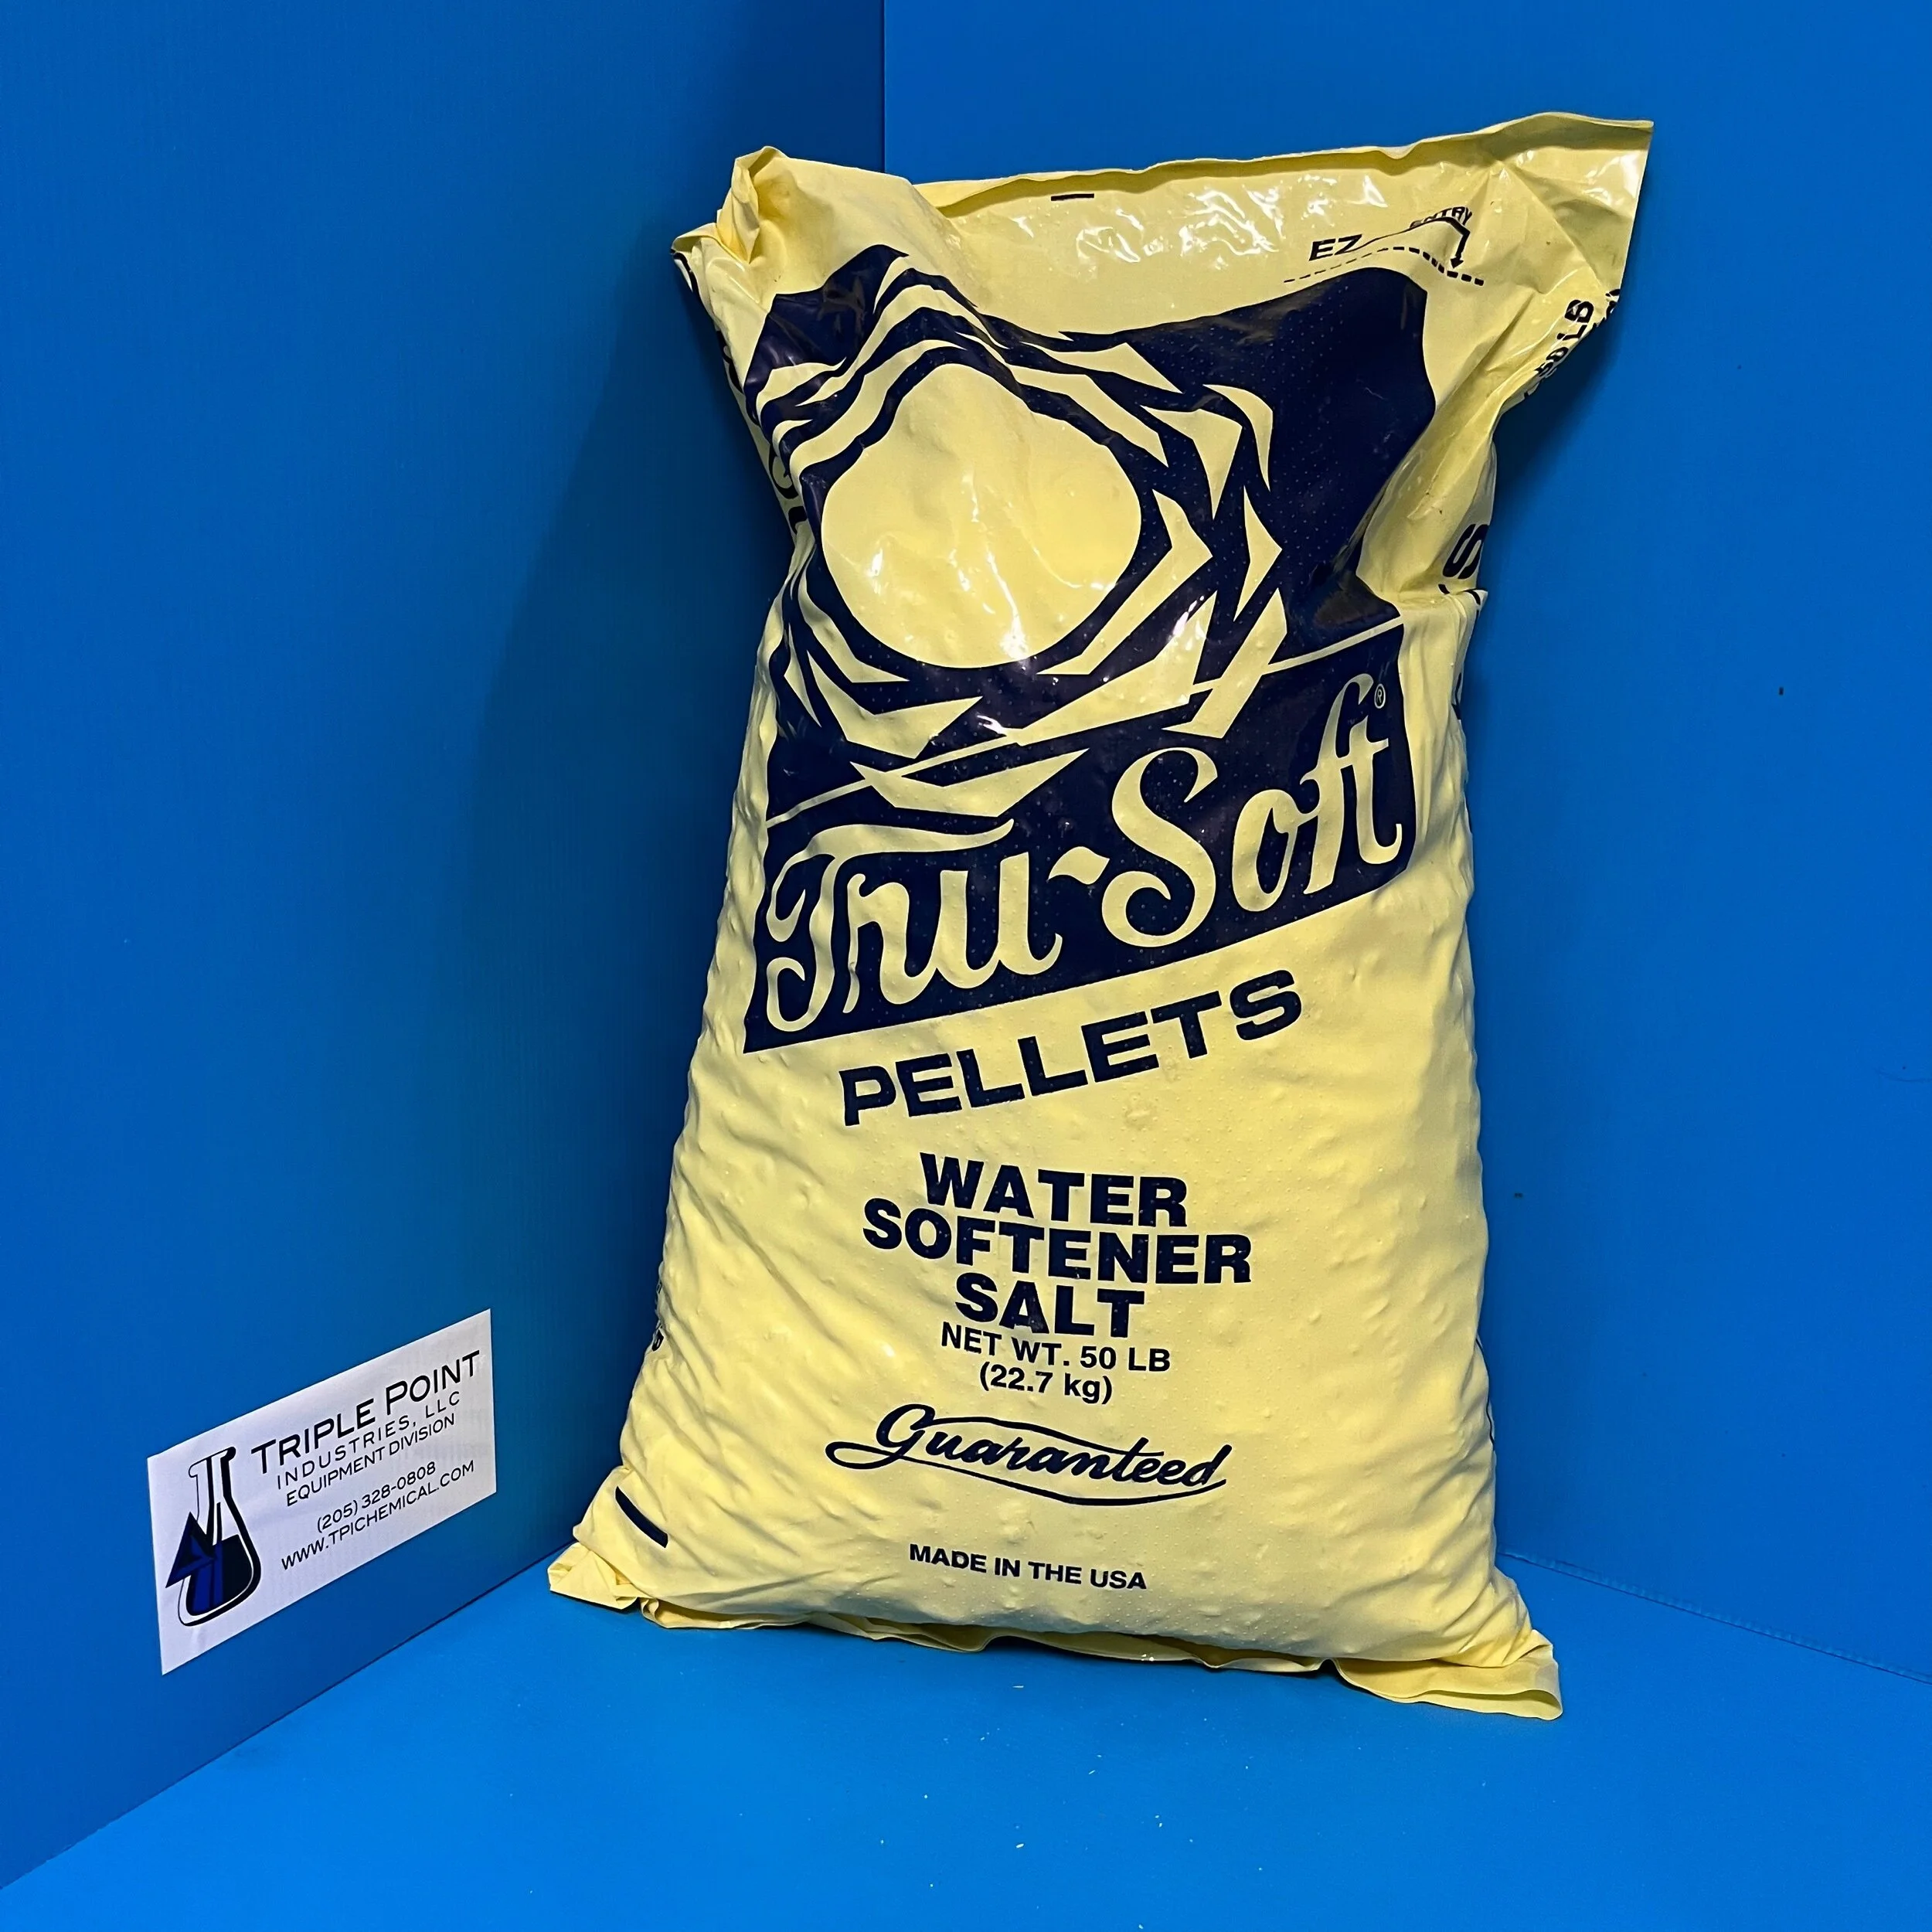 EZ ENTRY
Tru-Soft®
PELLETS
WATER
SOFTENER
SALT
NET WT. 50 LB
(22.7 kg)
Guaranteed
MADE IN THE USA
TRIPLE POINT
INDUSTRIES, LLC
EQUIPMENT DIVISION
(205) 328-0808
WWW.TPICHEMICAL.COM